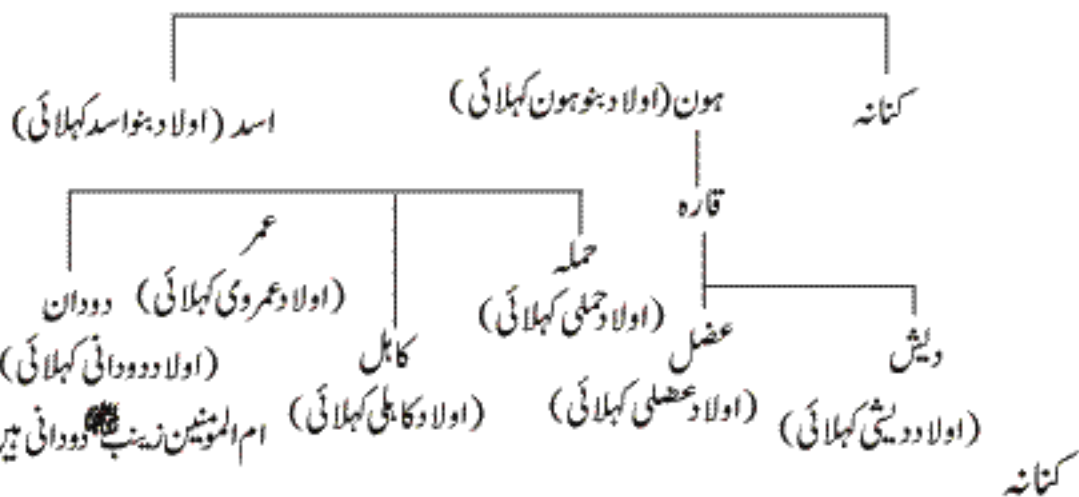 کنانہ
ہون (اولاد بنو ہون کہلائی)
اسد (اولاد بنو اسد کہلائی)
قارہ
دیش
(اولاد دیشی کہلائی)
عضل
(اولاد عضلی کہلائی)
حملہ
(اولاد حملی کہلائی)
کاہل
(اولاد کاہلی کہلائی)
عمر
(اولاد عمروی کہلائی)
دودان
(اولاد دودانی کہلائی)
ام المومنین زینب دودانی ہیں
کنانہ